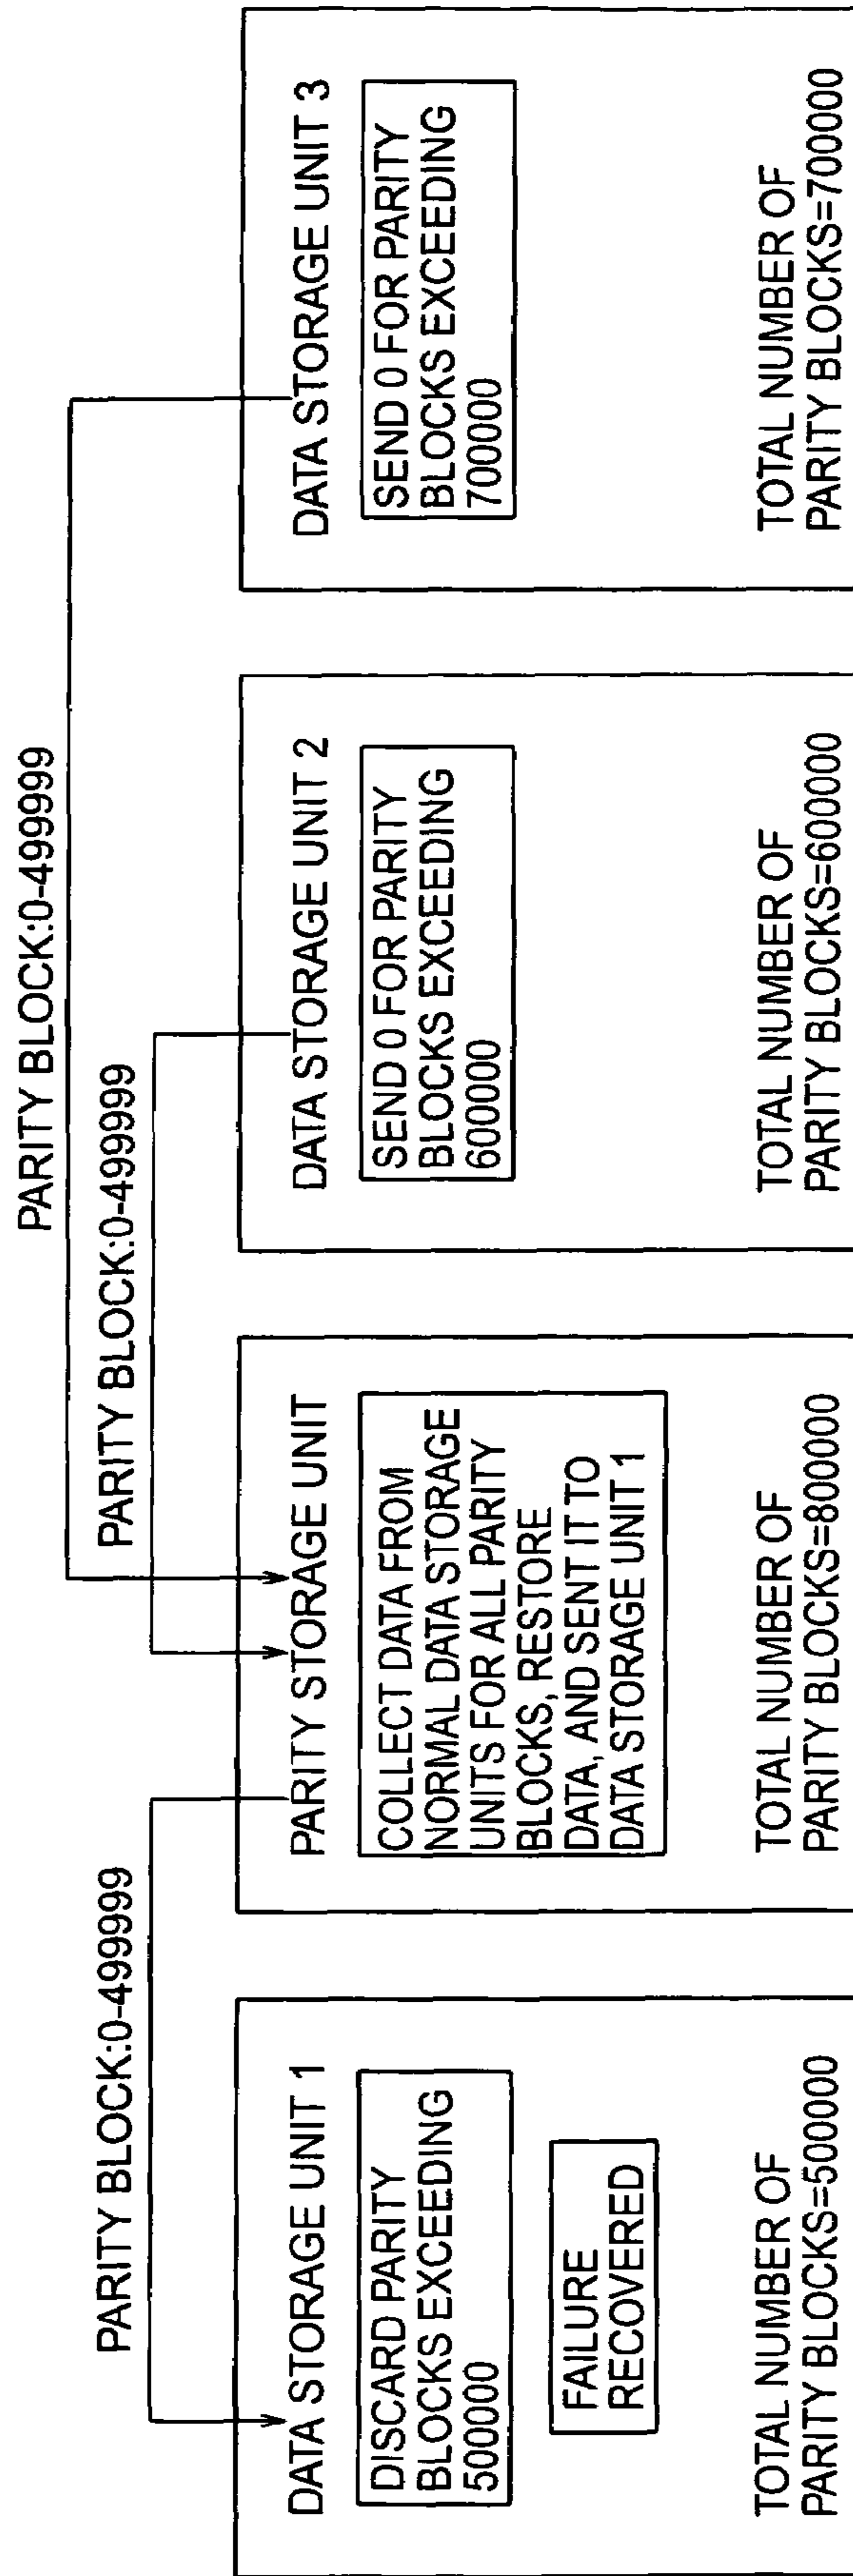 PARITY BLOCK:0-499999
PARITY BLOCK:0-499999
PARITY BLOCK:0-499999
DATA STORAGE UNIT 1
DISCARD PARITY
BLOCKS EXCEEDING
500000
FAILURE
RECOVERED
TOTAL NUMBER OF
PARITY BLOCKS=500000
PARITY STORAGE UNIT
COLLECT DATA FROM
NORMAL DATA STORAGE
UNITS FOR ALL PARITY
BLOCKS, RESTORE
DATA, AND SENT IT TO
DATA STORAGE UNIT 1
TOTAL NUMBER OF
PARITY BLOCKS=800000
DATA STORAGE UNIT 2
SEND 0 FOR PARITY
BLOCKS EXCEEDING
600000
TOTAL NUMBER OF
PARITY BLOCKS=600000
DATA STORAGE UNIT 3
SEND 0 FOR PARITY
BLOCKS EXCEEDING
700000
TOTAL NUMBER OF
PARITY BLOCKS=700000